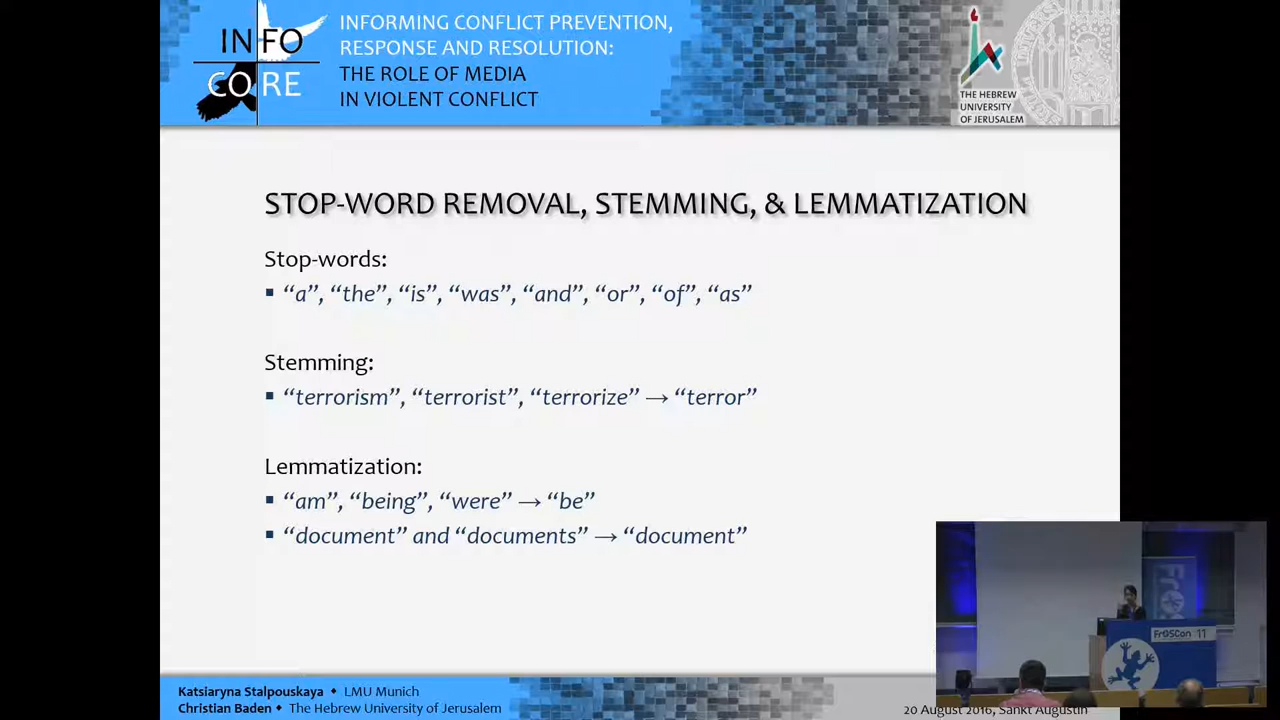 INFO
CORE
INFORMING CONFLICT PREVENTION,
RESPONSE AND RESOLUTION:
THE ROLE OF MEDIA
IN VIOLENT CONFLICT
THE HEBREW
UNIVERSITY
OF JERUSALEM
STOP-WORD REMOVAL, STEMMING, & LEMMATIZATION
Stop-words:
▪ “a”, “the”, “is”, “was”, “and”, “or”, “of”, “as”
Stemming:
▪ “terrorism”, “terrorist”, “terrorize” → “terror”
Lemmatization:
▪ “am”, “being”, “were” → “be”
▪ “document” and “documents” → “document”
FrOSCon 11
Katsiaryna Stalpouskaya ♦ LMU Munich
Christian Baden ♦ The Hebrew University of Jerusalem
20 August 2016, Sankt Augustin